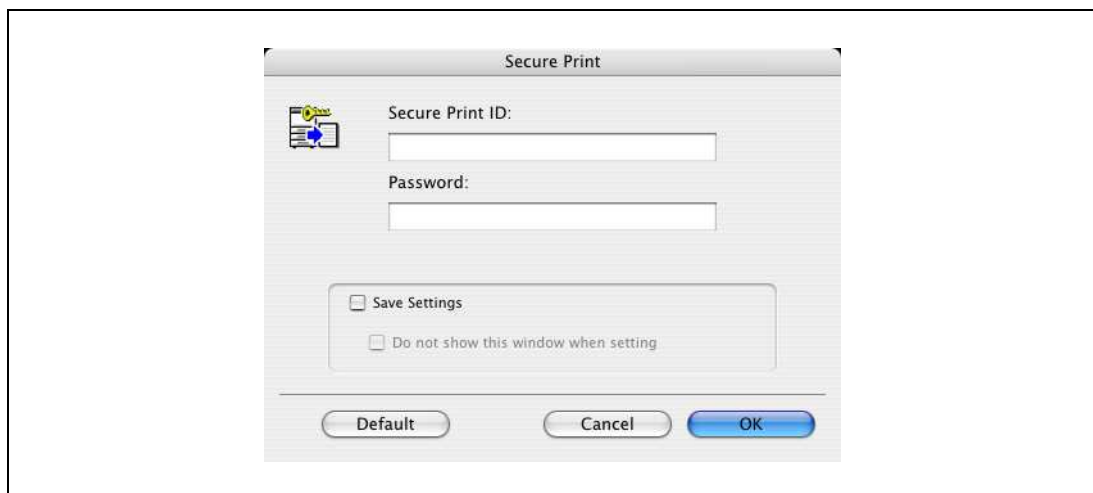 Secure Print
Secure Print ID:
Password:
Save Settings
Do not show this window when setting
Default
Cancel
OK